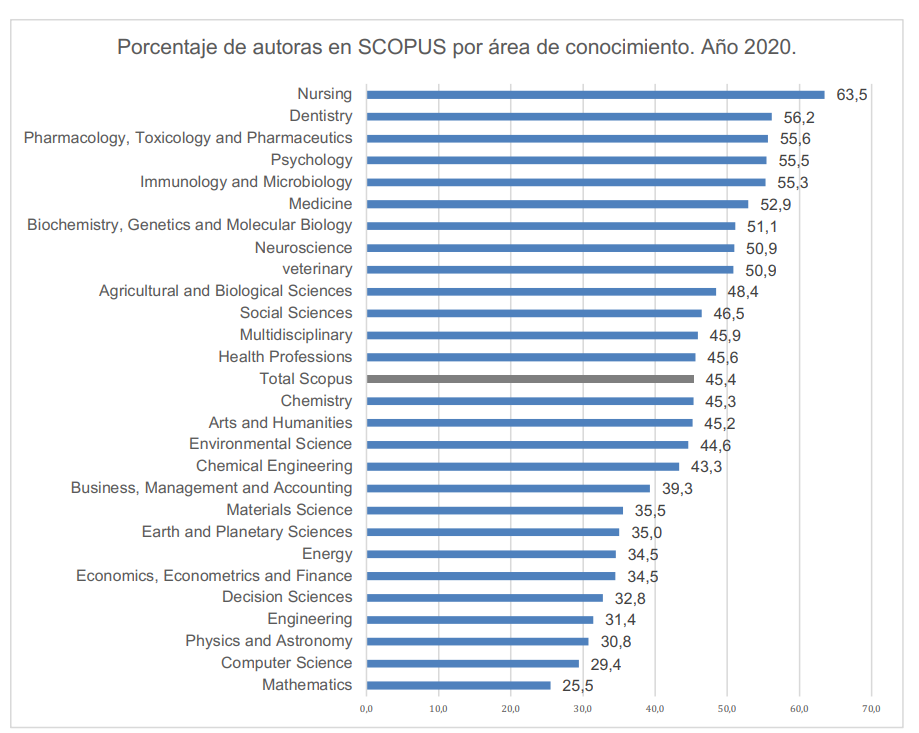 Porcentaje de autoras en SCOPUS por área de conocimiento. Año 2020.
Nursing 63,5
Dentistry 56,2
Pharmacology, Toxicology and Pharmaceutics 55,6
Psychology 55,5
Immunology and Microbiology 55,3
Medicine 52,9
Biochemistry, Genetics and Molecular Biology 51,1
Neuroscience 50,9
veterinary 50,9
Agricultural and Biological Sciences 48,4
Social Sciences 46,5
Multidisciplinary 45,9
Health Professions 45,6
Total Scopus 45,4
Chemistry 45,3
Arts and Humanities 45,2
Environmental Science 44,6
Chemical Engineering 43,3
Business, Management and Accounting 39,3
Materials Science 35,5
Earth and Planetary Sciences 35,0
Energy 34,5
Economics, Econometrics and Finance 34,5
Decision Sciences 32,8
Engineering 31,4
Physics and Astronomy 30,8
Computer Science 29,4
Mathematics 25,5
0,0 10,0 20,0 30,0 40,0 50,0 60,0 70,0